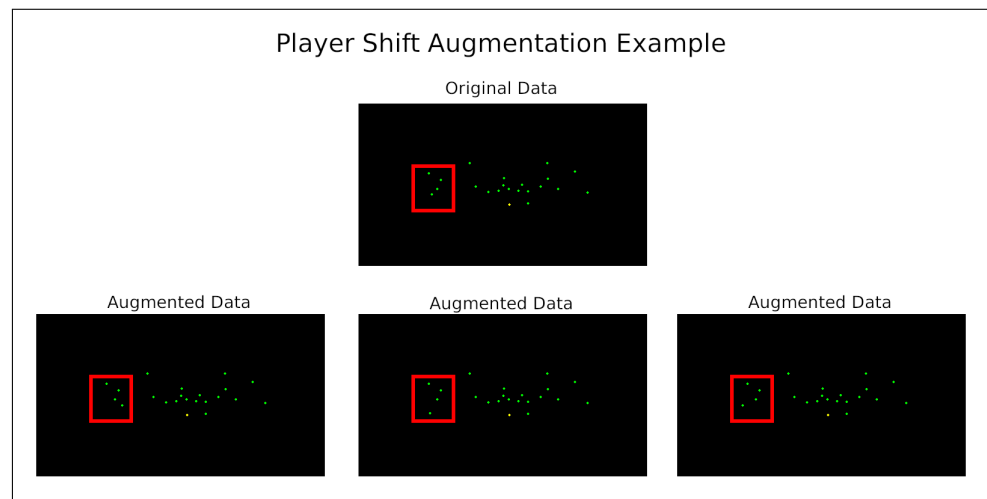 Player Shift Augmentation Example
Original Data
Augmented Data
Augmented Data
Augmented Data